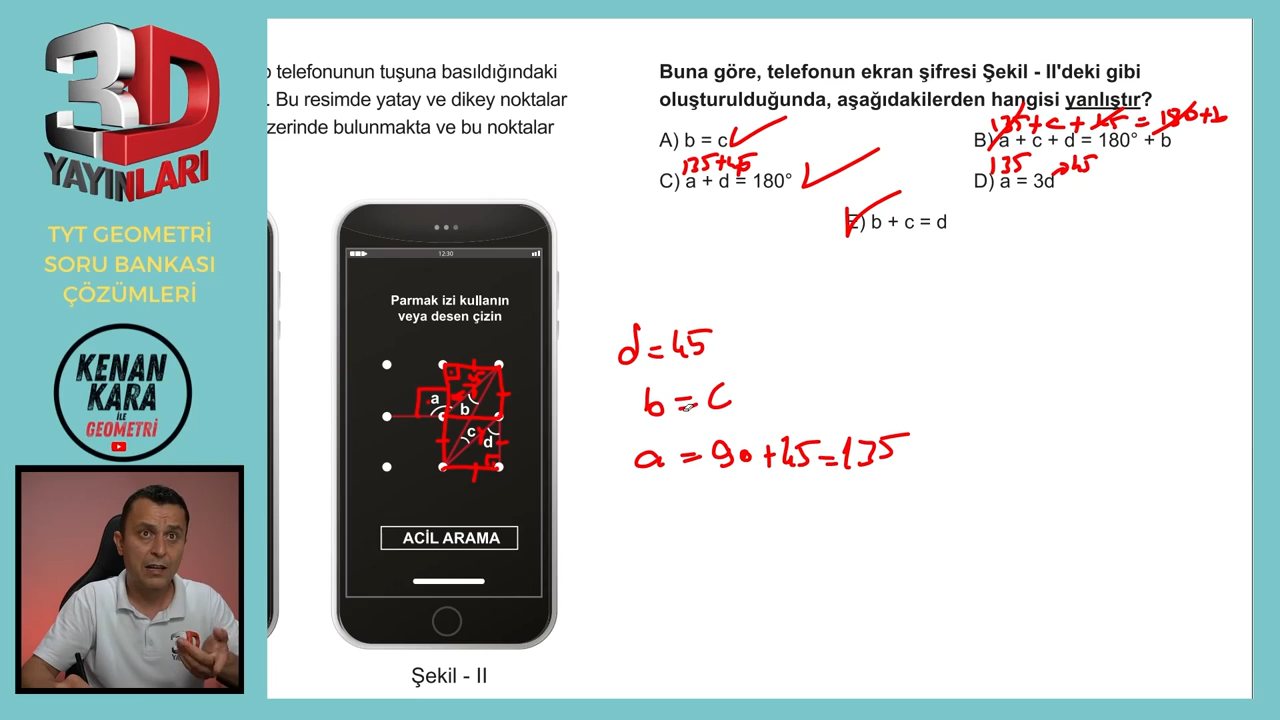 3D
YAYINLARI
TYT GEOMETRİ
SORU BANKASI
ÇÖZÜMLERİ
KENAN
KARA
İLE
GEOMETRİ
telefonunun tuşuna basıldığındaki
. Bu resimde yatay ve dikey noktalar
zerinde bulunmakta ve bu noktalar
12:30
Parmak izi kullanın
veya desen çizin
a
b
c
d
ACİL ARAMA
Şekil - II
Buna göre, telefonun ekran şifresi Şekil - II'deki gibi
oluşturulduğunda, aşağıdakilerden hangisi yanlıştır?
135+c+45=180+b
A) b = c
B) a + c + d = 180° + b
135+45
135
45
C) a + d = 180°
D) a = 3d
E) b + c = d
d=45
b=c
a=90+45=135
3D